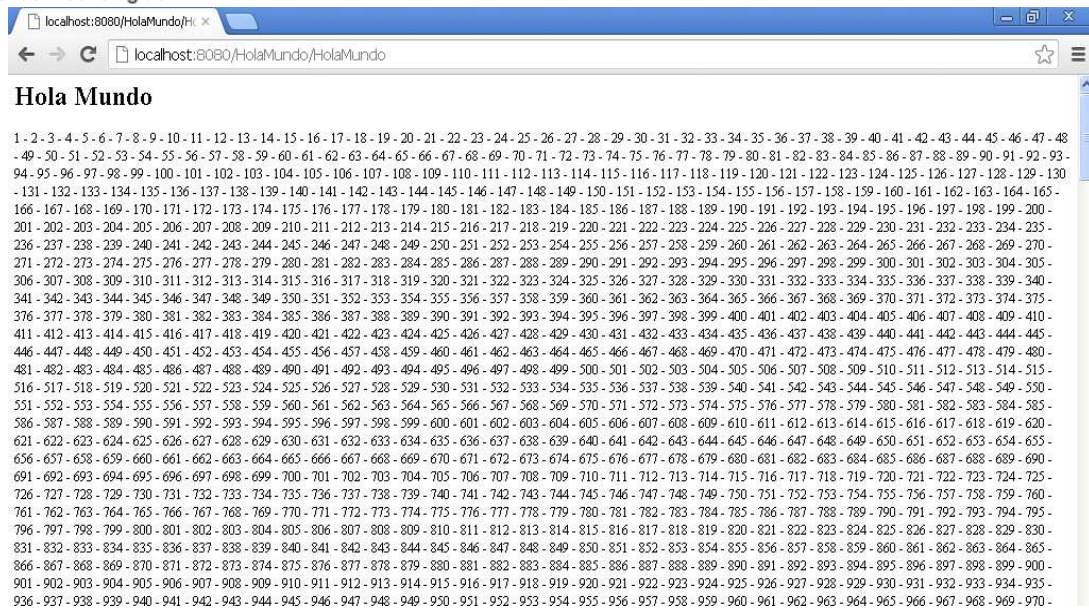 localhost:8080/HolaMundo/Hc
localhost:8080/HolaMundo/HolaMundo
Hola Mundo
1 - 2 - 3 - 4 - 5 - 6 - 7 - 8 - 9 - 10 - 11 - 12 - 13 - 14 - 15 - 16 - 17 - 18 - 19 - 20 - 21 - 22 - 23 - 24 - 25 - 26 - 27 - 28 - 29 - 30 - 31 - 32 - 33 - 34 - 35 - 36 - 37 - 38 - 39 - 40 - 41 - 42 - 43 - 44 - 45 - 46 - 47 - 48
- 49 - 50 - 51 - 52 - 53 - 54 - 55 - 56 - 57 - 58 - 59 - 60 - 61 - 62 - 63 - 64 - 65 - 66 - 67 - 68 - 69 - 70 - 71 - 72 - 73 - 74 - 75 - 76 - 77 - 78 - 79 - 80 - 81 - 82 - 83 - 84 - 85 - 86 - 87 - 88 - 89 - 90 - 91 - 92 - 93 -
94 - 95 - 96 - 97 - 98 - 99 - 100 - 101 - 102 - 103 - 104 - 105 - 106 - 107 - 108 - 109 - 110 - 111 - 112 - 113 - 114 - 115 - 116 - 117 - 118 - 119 - 120 - 121 - 122 - 123 - 124 - 125 - 126 - 127 - 128 - 129 - 130
- 131 - 132 - 133 - 134 - 135 - 136 - 137 - 138 - 139 - 140 - 141 - 142 - 143 - 144 - 145 - 146 - 147 - 148 - 149 - 150 - 151 - 152 - 153 - 154 - 155 - 156 - 157 - 158 - 159 - 160 - 161 - 162 - 163 - 164 - 165 -
166 - 167 - 168 - 169 - 170 - 171 - 172 - 173 - 174 - 175 - 176 - 177 - 178 - 179 - 180 - 181 - 182 - 183 - 184 - 185 - 186 - 187 - 188 - 189 - 190 - 191 - 192 - 193 - 194 - 195 - 196 - 197 - 198 - 199 - 200 -
201 - 202 - 203 - 204 - 205 - 206 - 207 - 208 - 209 - 210 - 211 - 212 - 213 - 214 - 215 - 216 - 217 - 218 - 219 - 220 - 221 - 222 - 223 - 224 - 225 - 226 - 227 - 228 - 229 - 230 - 231 - 232 - 233 - 234 - 235 -
236 - 237 - 238 - 239 - 240 - 241 - 242 - 243 - 244 - 245 - 246 - 247 - 248 - 249 - 250 - 251 - 252 - 253 - 254 - 255 - 256 - 257 - 258 - 259 - 260 - 261 - 262 - 263 - 264 - 265 - 266 - 267 - 268 - 269 - 270 -
271 - 272 - 273 - 274 - 275 - 276 - 277 - 278 - 279 - 280 - 281 - 282 - 283 - 284 - 285 - 286 - 287 - 288 - 289 - 290 - 291 - 292 - 293 - 294 - 295 - 296 - 297 - 298 - 299 - 300 - 301 - 302 - 303 - 304 - 305 -
306 - 307 - 308 - 309 - 310 - 311 - 312 - 313 - 314 - 315 - 316 - 317 - 318 - 319 - 320 - 321 - 322 - 323 - 324 - 325 - 326 - 327 - 328 - 329 - 330 - 331 - 332 - 333 - 334 - 335 - 336 - 337 - 338 - 339 - 340 -
341 - 342 - 343 - 344 - 345 - 346 - 347 - 348 - 349 - 350 - 351 - 352 - 353 - 354 - 355 - 356 - 357 - 358 - 359 - 360 - 361 - 362 - 363 - 364 - 365 - 366 - 367 - 368 - 369 - 370 - 371 - 372 - 373 - 374 - 375 -
376 - 377 - 378 - 379 - 380 - 381 - 382 - 383 - 384 - 385 - 386 - 387 - 388 - 389 - 390 - 391 - 392 - 393 - 394 - 395 - 396 - 397 - 398 - 399 - 400 - 401 - 402 - 403 - 404 - 405 - 406 - 407 - 408 - 409 - 410 -
411 - 412 - 413 - 414 - 415 - 416 - 417 - 418 - 419 - 420 - 421 - 422 - 423 - 424 - 425 - 426 - 427 - 428 - 429 - 430 - 431 - 432 - 433 - 434 - 435 - 436 - 437 - 438 - 439 - 440 - 441 - 442 - 443 - 444 - 445 -
446 - 447 - 448 - 449 - 450 - 451 - 452 - 453 - 454 - 455 - 456 - 457 - 458 - 459 - 460 - 461 - 462 - 463 - 464 - 465 - 466 - 467 - 468 - 469 - 470 - 471 - 472 - 473 - 474 - 475 - 476 - 477 - 478 - 479 - 480 -
481 - 482 - 483 - 484 - 485 - 486 - 487 - 488 - 489 - 490 - 491 - 492 - 493 - 494 - 495 - 496 - 497 - 498 - 499 - 500 - 501 - 502 - 503 - 504 - 505 - 506 - 507 - 508 - 509 - 510 - 511 - 512 - 513 - 514 - 515 -
516 - 517 - 518 - 519 - 520 - 521 - 522 - 523 - 524 - 525 - 526 - 527 - 528 - 529 - 530 - 531 - 532 - 533 - 534 - 535 - 536 - 537 - 538 - 539 - 540 - 541 - 542 - 543 - 544 - 545 - 546 - 547 - 548 - 549 - 550 -
551 - 552 - 553 - 554 - 555 - 556 - 557 - 558 - 559 - 560 - 561 - 562 - 563 - 564 - 565 - 566 - 567 - 568 - 569 - 570 - 571 - 572 - 573 - 574 - 575 - 576 - 577 - 578 - 579 - 580 - 581 - 582 - 583 - 584 - 585 -
586 - 587 - 588 - 589 - 590 - 591 - 592 - 593 - 594 - 595 - 596 - 597 - 598 - 599 - 600 - 601 - 602 - 603 - 604 - 605 - 606 - 607 - 608 - 609 - 610 - 611 - 612 - 613 - 614 - 615 - 616 - 617 - 618 - 619 - 620 -
621 - 622 - 623 - 624 - 625 - 626 - 627 - 628 - 629 - 630 - 631 - 632 - 633 - 634 - 635 - 636 - 637 - 638 - 639 - 640 - 641 - 642 - 643 - 644 - 645 - 646 - 647 - 648 - 649 - 650 - 651 - 652 - 653 - 654 - 655 -
656 - 657 - 658 - 659 - 660 - 661 - 662 - 663 - 664 - 665 - 666 - 667 - 668 - 669 - 670 - 671 - 672 - 673 - 674 - 675 - 676 - 677 - 678 - 679 - 680 - 681 - 682 - 683 - 684 - 685 - 686 - 687 - 688 - 689 - 690 -
691 - 692 - 693 - 694 - 695 - 696 - 697 - 698 - 699 - 700 - 701 - 702 - 703 - 704 - 705 - 706 - 707 - 708 - 709 - 710 - 711 - 712 - 713 - 714 - 715 - 716 - 717 - 718 - 719 - 720 - 721 - 722 - 723 - 724 - 725 -
726 - 727 - 728 - 729 - 730 - 731 - 732 - 733 - 734 - 735 - 736 - 737 - 738 - 739 - 740 - 741 - 742 - 743 - 744 - 745 - 746 - 747 - 748 - 749 - 750 - 751 - 752 - 753 - 754 - 755 - 756 - 757 - 758 - 759 - 760 -
761 - 762 - 763 - 764 - 765 - 766 - 767 - 768 - 769 - 770 - 771 - 772 - 773 - 774 - 775 - 776 - 777 - 778 - 779 - 780 - 781 - 782 - 783 - 784 - 785 - 786 - 787 - 788 - 789 - 790 - 791 - 792 - 793 - 794 - 795 -
796 - 797 - 798 - 799 - 800 - 801 - 802 - 803 - 804 - 805 - 806 - 807 - 808 - 809 - 810 - 811 - 812 - 813 - 814 - 815 - 816 - 817 - 818 - 819 - 820 - 821 - 822 - 823 - 824 - 825 - 826 - 827 - 828 - 829 - 830 -
831 - 832 - 833 - 834 - 835 - 836 - 837 - 838 - 839 - 840 - 841 - 842 - 843 - 844 - 845 - 846 - 847 - 848 - 849 - 850 - 851 - 852 - 853 - 854 - 855 - 856 - 857 - 858 - 859 - 860 - 861 - 862 - 863 - 864 - 865 -
866 - 867 - 868 - 869 - 870 - 871 - 872 - 873 - 874 - 875 - 876 - 877 - 878 - 879 - 880 - 881 - 882 - 883 - 884 - 885 - 886 - 887 - 888 - 889 - 890 - 891 - 892 - 893 - 894 - 895 - 896 - 897 - 898 - 899 - 900 -
901 - 902 - 903 - 904 - 905 - 906 - 907 - 908 - 909 - 910 - 911 - 912 - 913 - 914 - 915 - 916 - 917 - 918 - 919 - 920 - 921 - 922 - 923 - 924 - 925 - 926 - 927 - 928 - 929 - 930 - 931 - 932 - 933 - 934 - 935 -
936 - 937 - 938 - 939 - 940 - 941 - 942 - 943 - 944 - 945 - 946 - 947 - 948 - 949 - 950 - 951 - 952 - 953 - 954 - 955 - 956 - 957 - 958 - 959 - 960 - 961 - 962 - 963 - 964 - 965 - 966 - 967 - 968 - 969 - 970 -